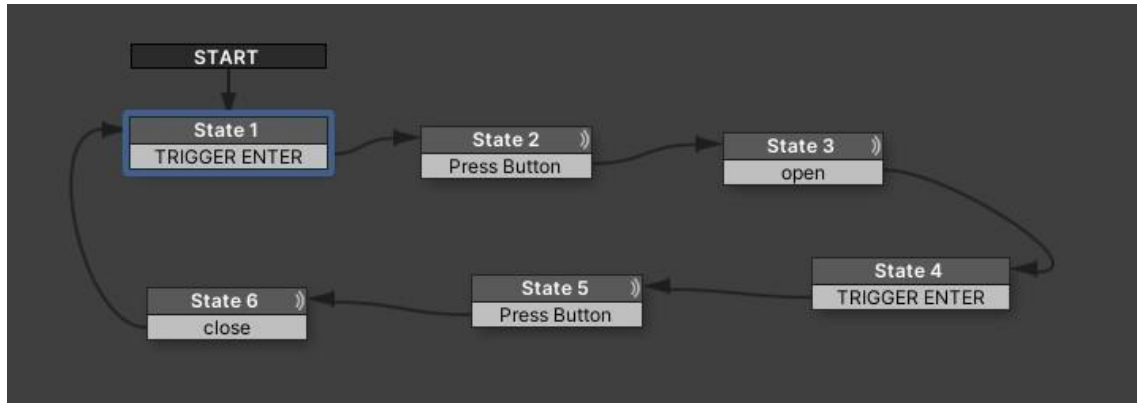 START
State 1
TRIGGER ENTER
State 2
Press Button
State 3
open
State 4
TRIGGER ENTER
State 5
Press Button
State 6
close